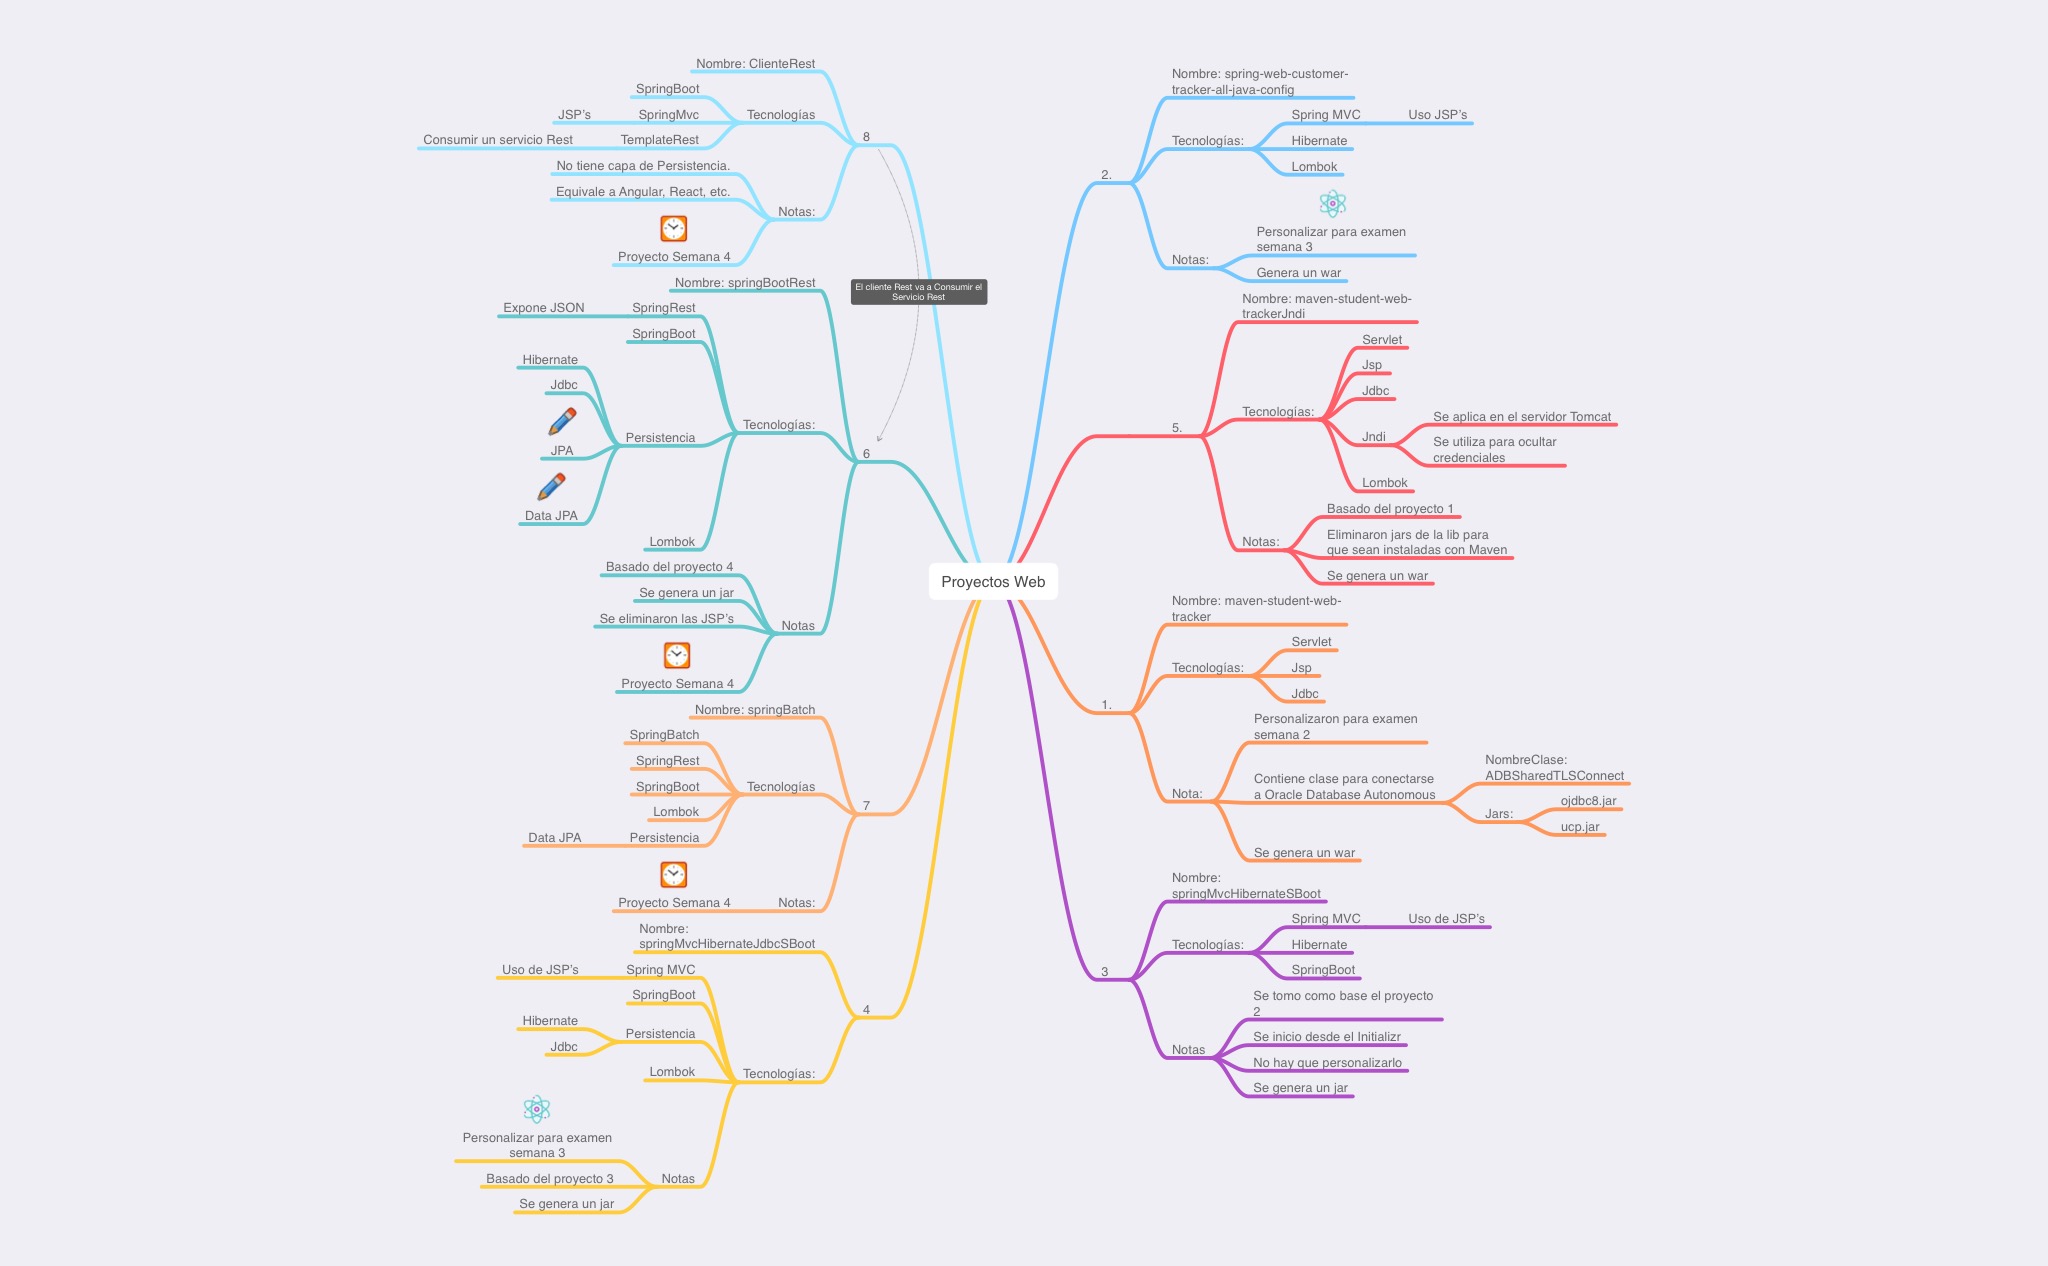 Proyectos Web
Nombre: ClienteRest
SpringBoot
JSP's
SpringMvc
Tecnologías
8
Consumir un servicio Rest
TemplateRest
No tiene capa de Persistencia.
Equivale a Angular, React, etc.
Notas:
Proyecto Semana 4
El cliente Rest va a Consumir el
Servicio Rest
Nombre: springBootRest
Expone JSON
SpringRest
SpringBoot
Hibernate
Jdbc
Tecnologías:
Persistencia
JPA
6
Data JPA
Lombok
Basado del proyecto 4
Se genera un jar
Se eliminaron las JSP's
Notas
Proyecto Semana 4
Nombre: springBatch
SpringBatch
SpringRest
SpringBoot
Tecnologías
7
Lombok
Data JPA
Persistencia
Proyecto Semana 4
Notas:
Nombre:
springMvcHibernateJdbcSBoot
Uso de JSP's
Spring MVC
SpringBoot
4
Hibernate
Persistencia
Jdbc
Lombok
Tecnologías:
Personalizar para examen
semana 3
Basado del proyecto 3
Notas
Se genera un jar
Nombre: spring-web-customer-
tracker-all-java-config
Spring MVC
Uso JSP's
Tecnologías:
Hibernate
Lombok
2.
Personalizar para examen
semana 3
Notas:
Genera un war
Nombre: maven-student-web-
trackerJndi
Servlet
Jsp
Jdbc
Tecnologías:
Se aplica en el servidor Tomcat
5.
Jndi
Se utiliza para ocultar
credenciales
Lombok
Basado del proyecto 1
Eliminaron jars de la lib para
que sean instaladas con Maven
Notas:
Se genera un war
Nombre: maven-student-web-
tracker
Servlet
Tecnologías:
Jsp
Jdbc
1.
Personalizaron para examen
semana 2
NombreClase:
ADBSharedTLSConnect
Contiene clase para conectarse
a Oracle Database Autonomous
Nota:
Jars:
ojdbc8.jar
ucp.jar
Se genera un war
Nombre:
springMvcHibernateSBoot
Spring MVC
Uso de JSP's
Tecnologías:
Hibernate
SpringBoot
3
Se tomo como base el proyecto
2
Se inicio desde el Initializr
Notas
No hay que personalizarlo
Se genera un jar